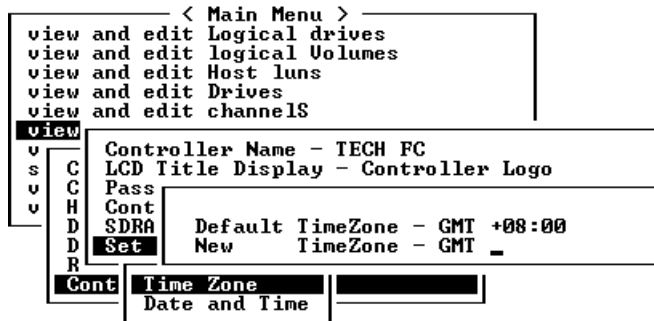 < Main Menu >
view and edit Logical drives
view and edit logical Volumes
view and edit Host luns
view and edit Drives
view and edit channelS
view
v Controller Name - TECH FC
s C LCD Title Display - Controller Logo
v C Pass
v H Cont
D SDRA Default TimeZone - GMT +08:00
D Set New TimeZone - GMT _
R
Cont Time Zone
Date and Time